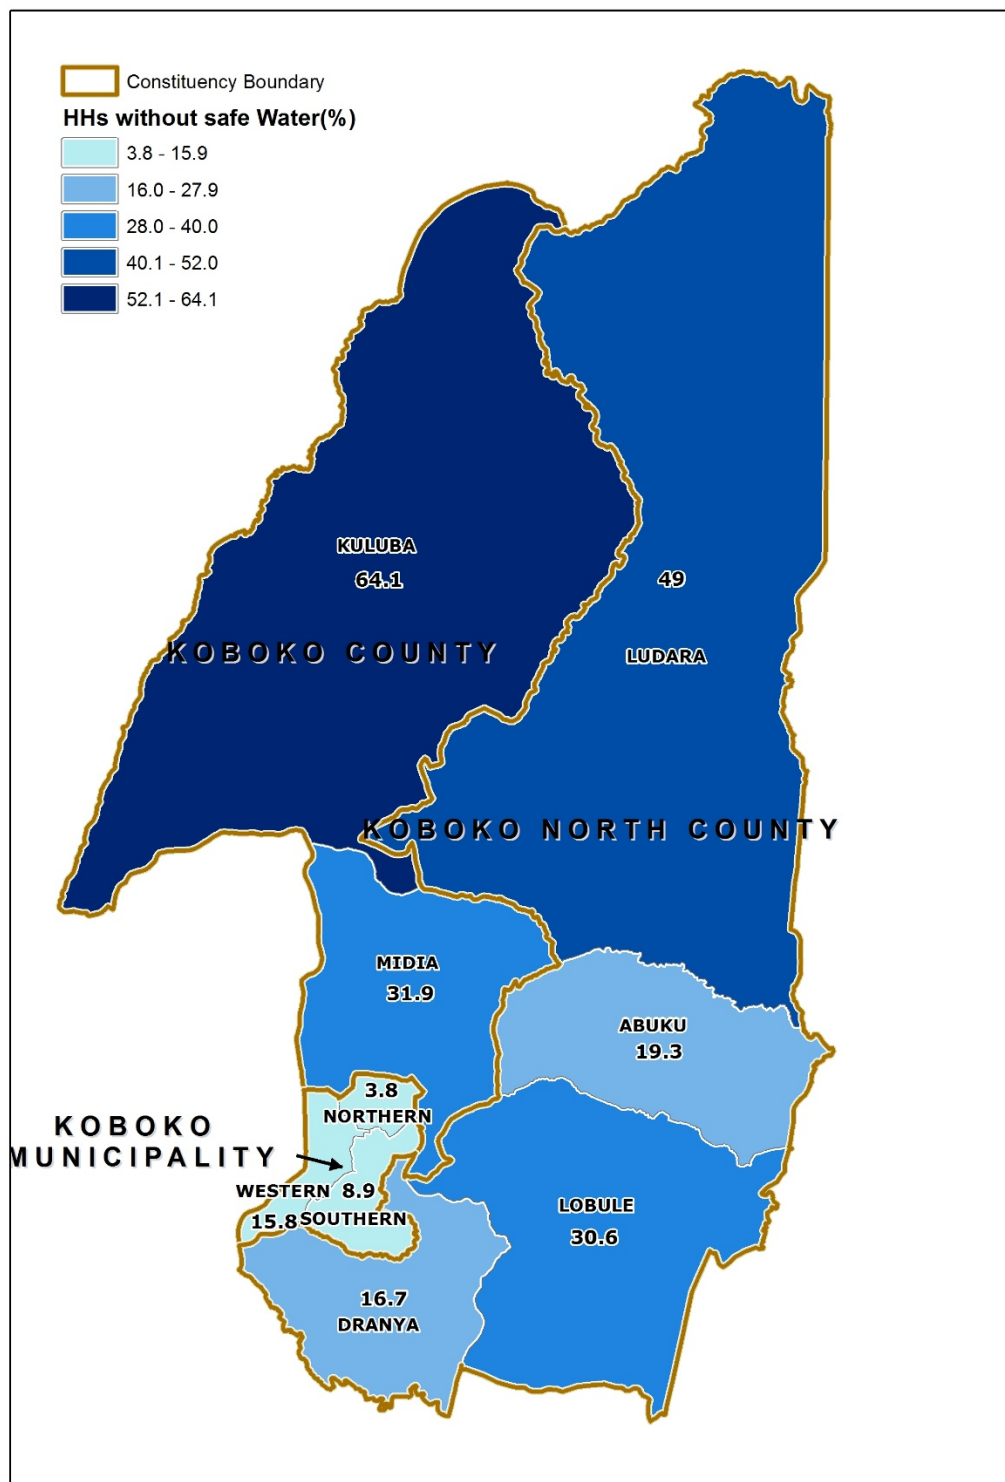 Constituency Boundary
HHs without safe Water(%)
3.8 - 15.9
16.0 - 27.9
28.0 - 40.0
40.1 - 52.0
52.1 - 64.1
KULUBA
64.1
49
KOBOKO COUNTY
LUDARA
KOBOKO NORTH COUNTY
MIDIA
31.9
ABUKU
19.3
3.8
NORTHERN
KOBOKO
MUNICIPALITY
WESTERN
8.9
15.8
SOUTHERN
LOBULE
30.6
16.7
DRANYA